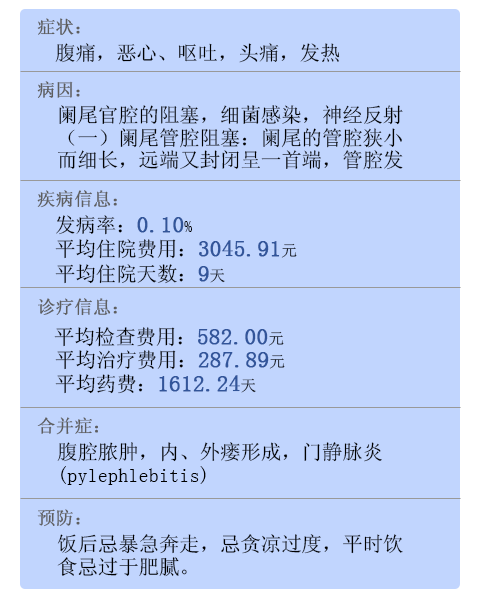 症状：
腹痛，恶心、呕吐，头痛，发热
病因：
阑尾官腔的阻塞，细菌感染，神经反射
（一）阑尾管腔阻塞：阑尾的管腔狭小
而细长，远端又封闭呈一首端，管腔发
疾病信息：
发病率：0.10%
平均住院费用：3045.91元
平均住院天数：9天
诊疗信息：
平均检查费用：582.00元
平均治疗费用：287.89元
平均药费：1612.24天
合并症：
腹腔脓肿，内、外瘘形成，门静脉炎
(pylephlebitis)
预防：
饭后忌暴急奔走，忌贪凉过度，平时饮
食忌过于肥腻。